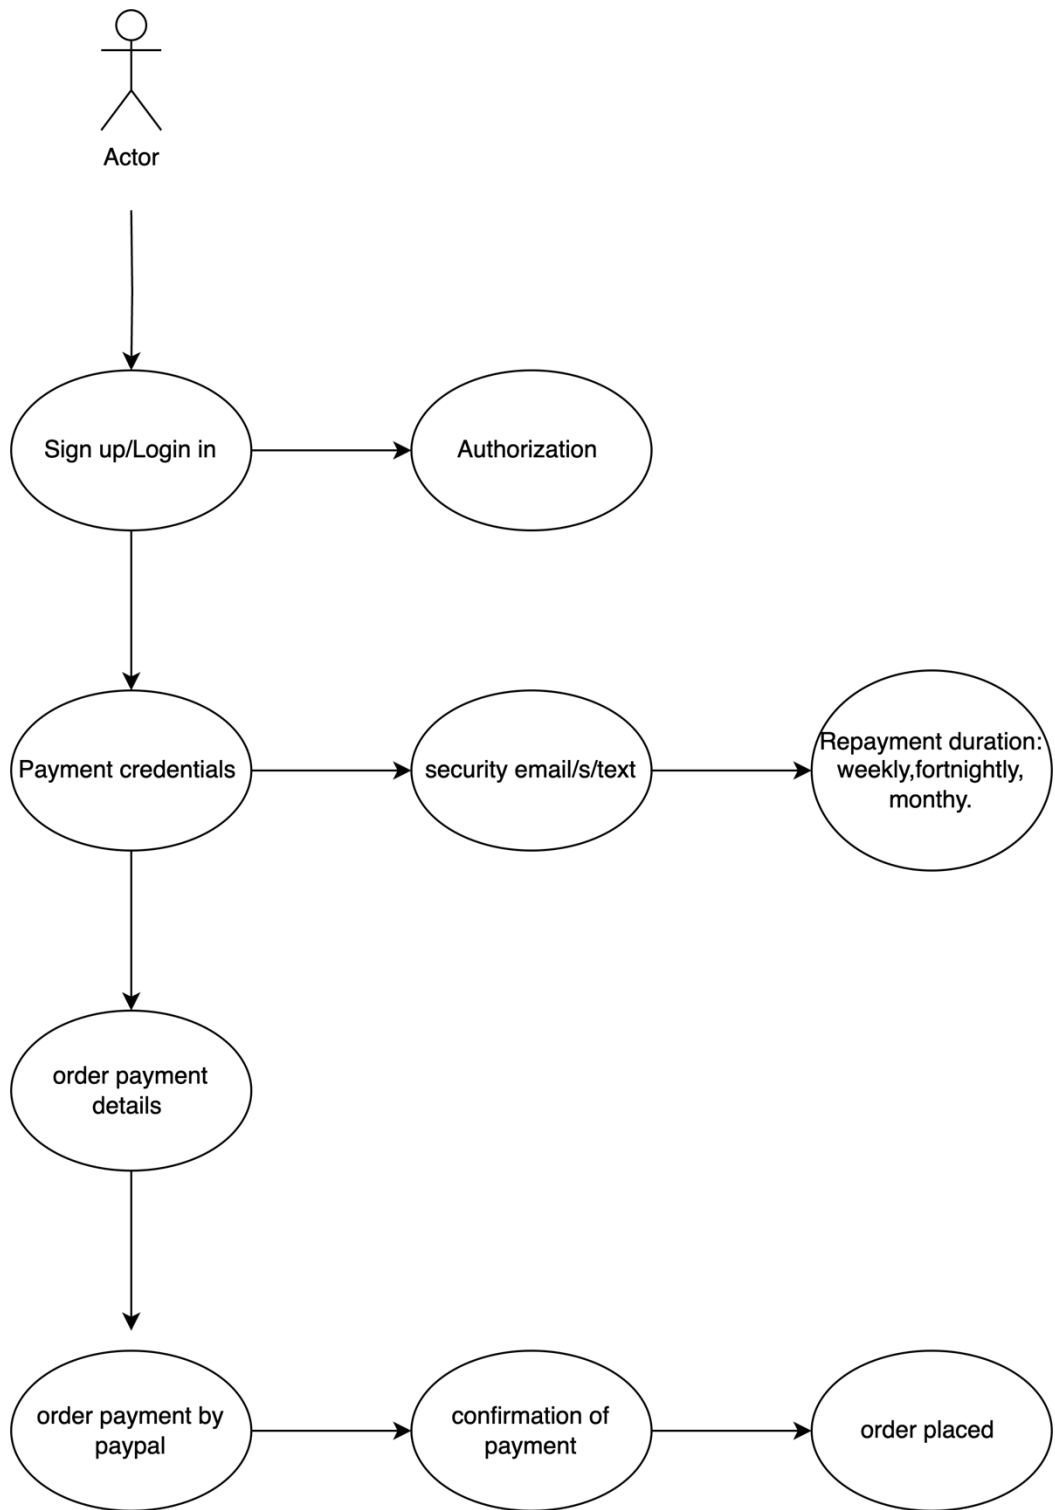 Actor
Sign up/Login in
Authorization
Payment credentials
security email/s/text
Repayment duration:
weekly,fortnightly,
monthy.
order payment
details
order payment by
paypal
confirmation of
payment
order placed